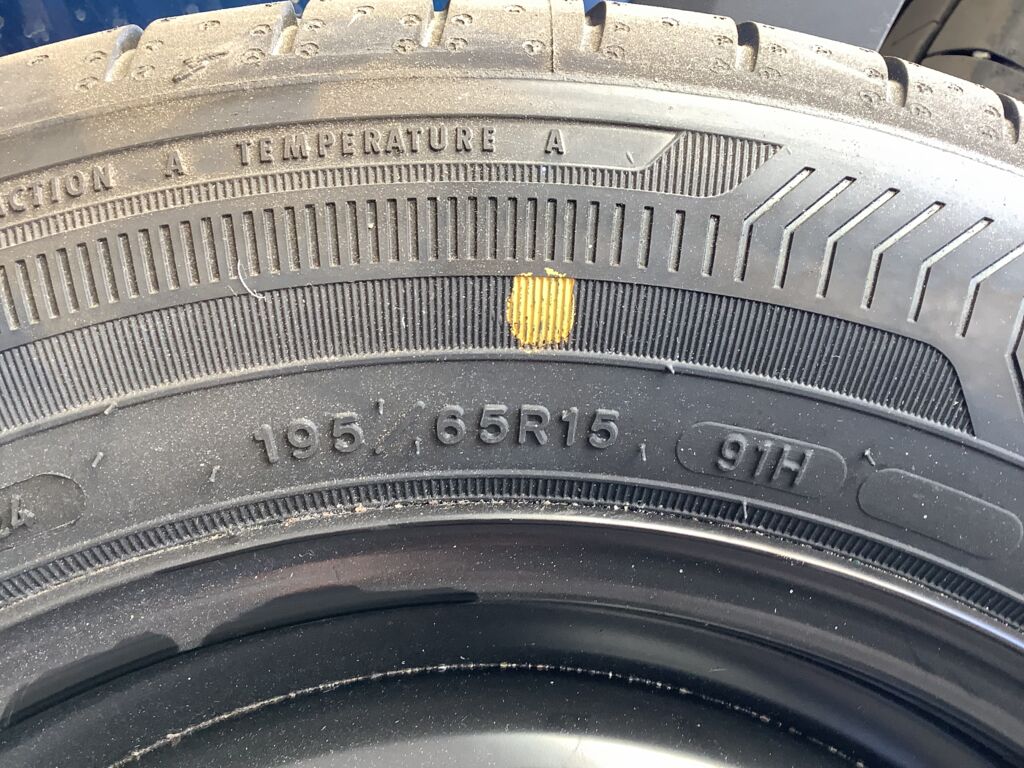 ACTION A TEMPERATURE A
195/65R15 91H